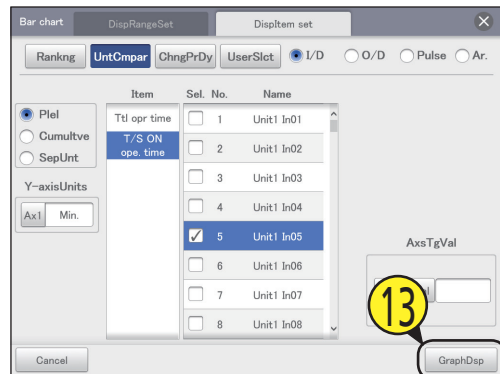 Bar chart
DispRangeSet
DispItem set
Rankng
UntCmpar
ChngPrDy
UserSlct
I/D
O/D
Pulse
Ar.
Item
Sel.
No.
Name
Plel
Cumultve
SepUnt
Y-axisUnits
Ax1
Min.
Ttl opr time
T/S ON
ope. time
1
Unit1 In01
2
Unit1 In02
3
Unit1 In03
4
Unit1 In04
5
Unit1 In05
6
Unit1 In06
7
Unit1 In07
8
Unit1 In08
AxsTgVal
13
Cancel
GraphDsp